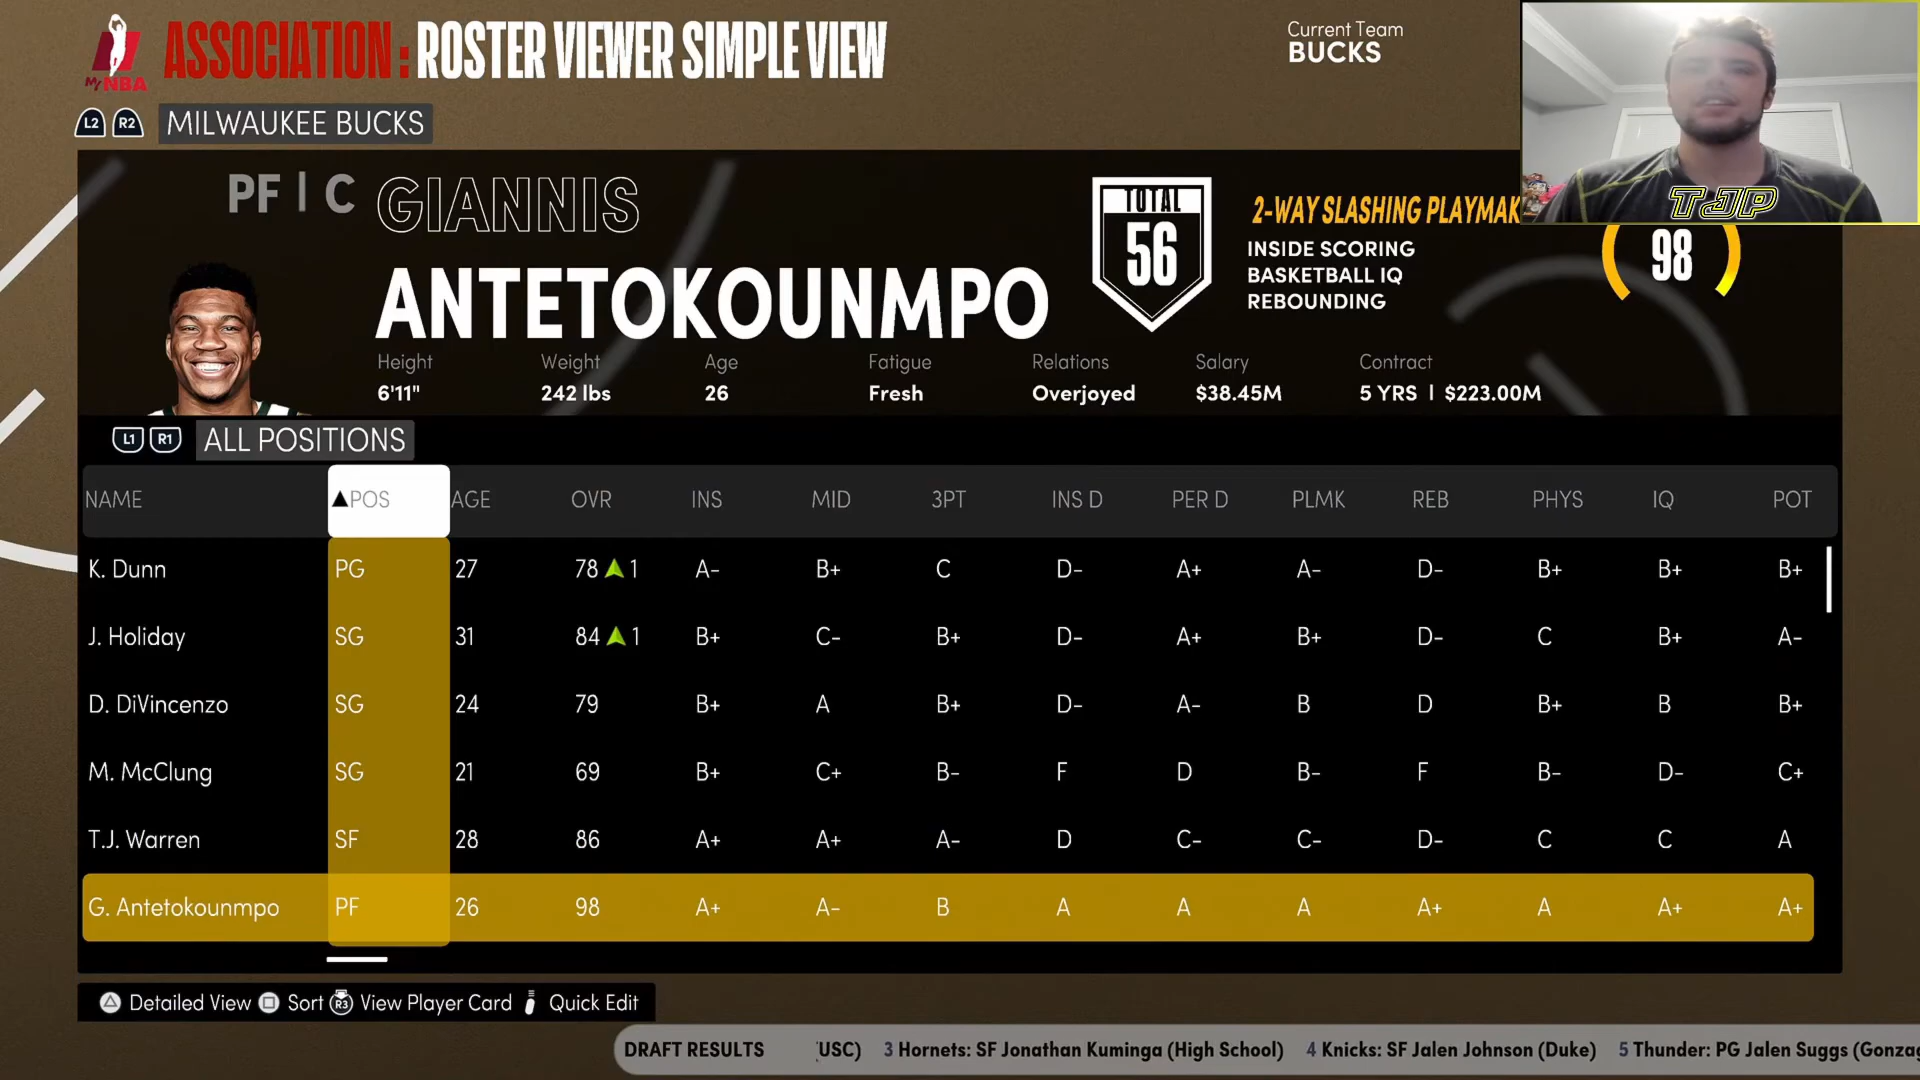 My NBA
ASSOCIATION : ROSTER VIEWER SIMPLE VIEW
Current Team
BUCKS
L2 R2 MILWAUKEE BUCKS
PF | C GIANNIS
ANTETOKOUNMPO
TOTAL
56
2-WAY SLASHING PLAYMAK
INSIDE SCORING
BASKETBALL IQ
REBOUNDING
TJP
98
Height Weight Age Fatigue Relations Salary Contract
6'11" 242 lbs 26 Fresh Overjoyed $38.45M 5 YRS | $223.00M
L1 R1 ALL POSITIONS
NAME ▲POS AGE OVR INS MID 3PT INS D PER D PLMK REB PHYS IQ POT
K. Dunn PG 27 78 ▲ 1 A- B+ C D- A+ A- D- B+ B+ B+
J. Holiday SG 31 84 ▲ 1 B+ C- B+ D- A+ B+ D- C B+ A-
D. DiVincenzo SG 24 79 B+ A B+ D- A- B D B+ B B+
M. McClung SG 21 69 B+ C+ B- F D B- F B- D- C+
T.J. Warren SF 28 86 A+ A+ A- D C- C- D- C C A
G. Antetokounmpo PF 26 98 A+ A- B A A A A+ A A+ A+
Detailed View Sort R3 View Player Card Quick Edit
DRAFT RESULTS USC) 3 Hornets: SF Jonathan Kuminga (High School) 4 Knicks: SF Jalen Johnson (Duke) 5 Thunder: PG Jalen Suggs (Gonzag